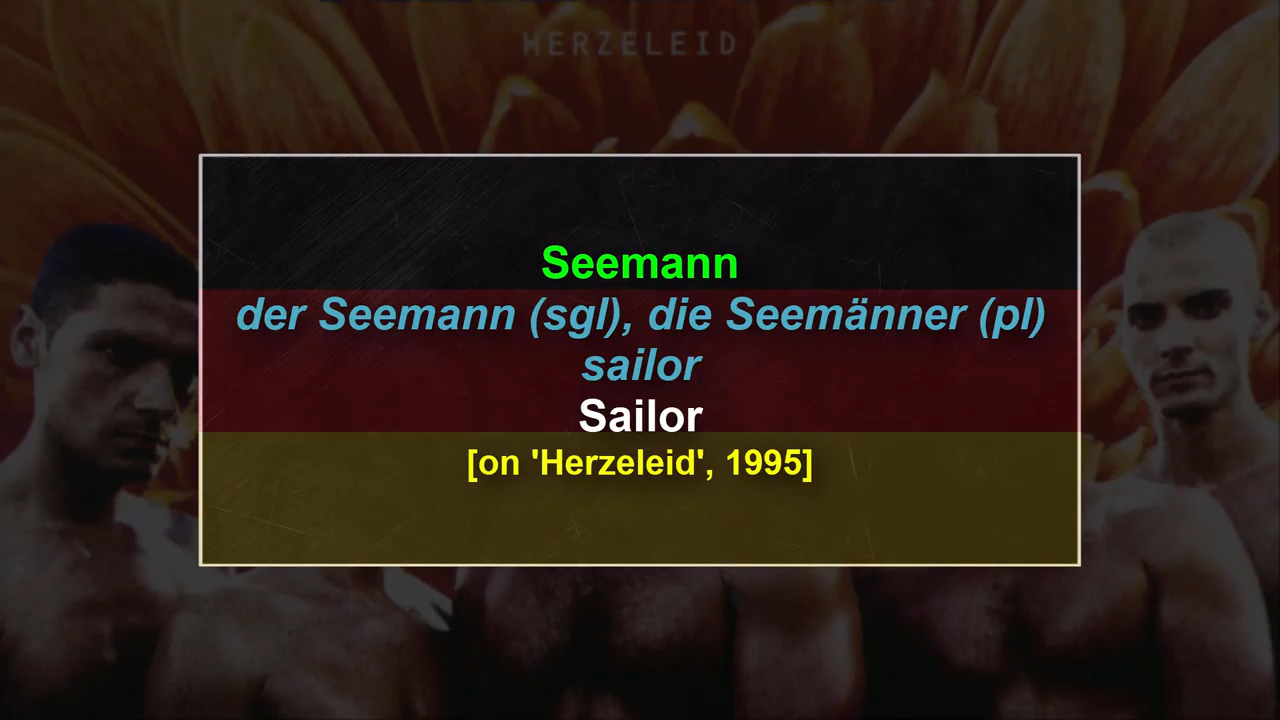 HERZELEID
Seemann
der Seemann (sgl), die Seemänner (pl)
sailor
Sailor
[on 'Herzeleid', 1995]